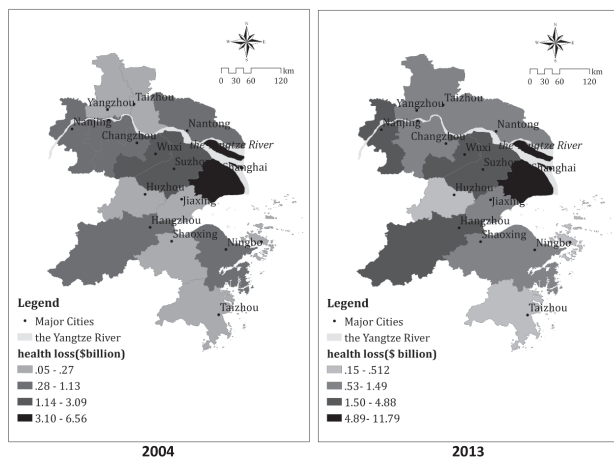 N
W E
S
km
0 30 60 120
Taizhou
Yangzhou
Nanjing
Nantong
Changzhou
the Yangtze River
Wuxi
Suzhou
Shanghai
Huzhou
Jiaxing
Hangzhou
Shaoxing
Ningbo
Taizhou
Legend
• Major Cities
the Yangtze River
health loss($billion)
.05 - .27
.28 - 1.13
1.14 - 3.09
3.10 - 6.56
2004
N
W E
S
km
0 30 60 120
Taizhou
Yangzhou
Nanjing
Nantong
Changzhou
the Yangtze River
Wuxi
Suzhou
Shanghai
Huzhou
Jiaxing
Hangzhou
Shaoxing
Ningbo
Taizhou
Legend
• Major Cities
the Yangtze River
health loss($ billion)
.15 - .512
.53- 1.49
1.50 - 4.88
4.89- 11.79
2013